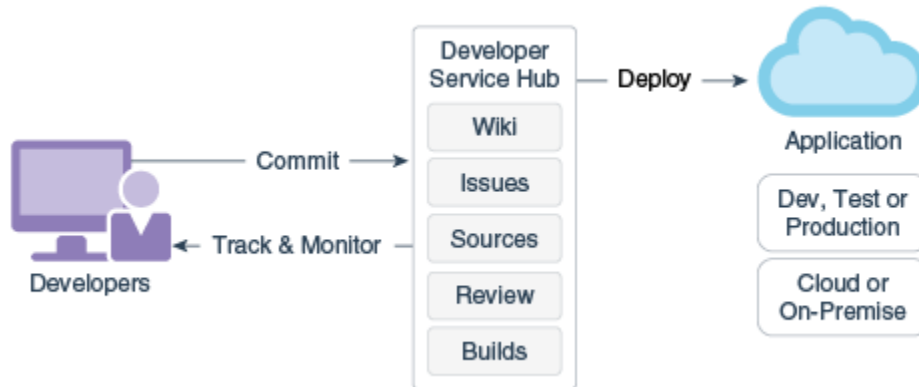 Developer
Service Hub
Wiki
Issues
Sources
Review
Builds
Commit
Track & Monitor
Developers
Deploy
Application
Dev, Test or
Production
Cloud or
On-Premise